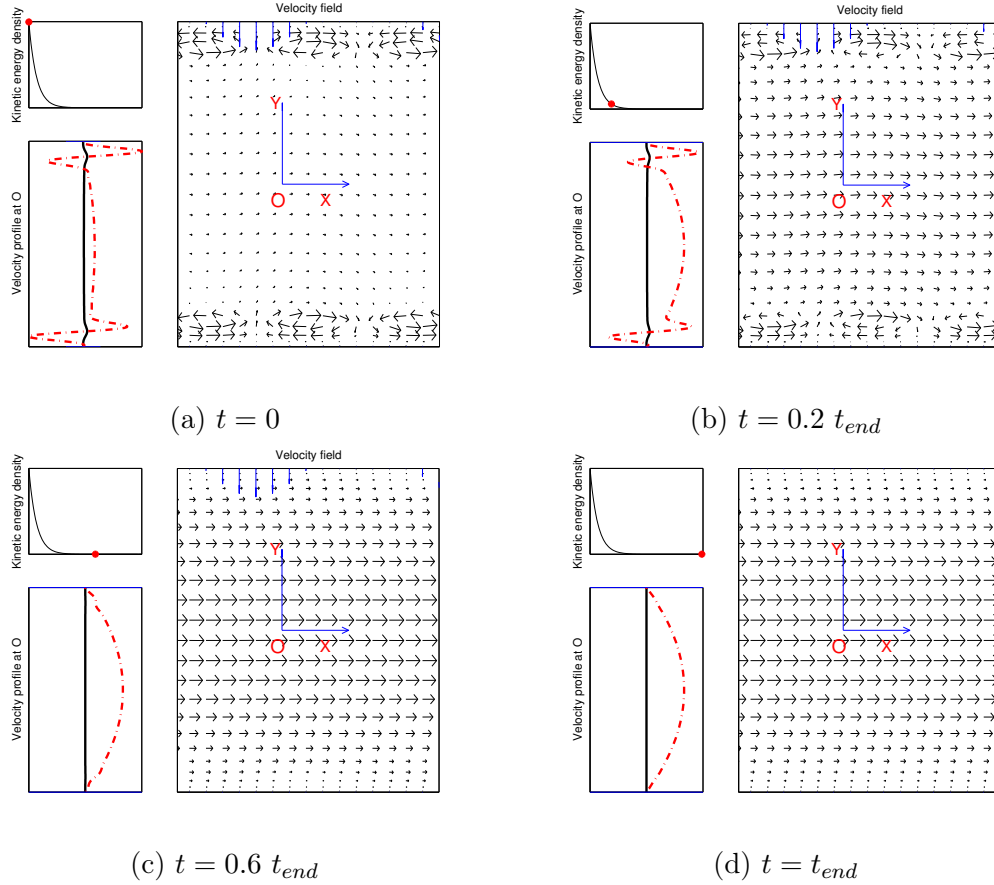 Velocity field
Kinetic energy density
Velocity profile at O
Y
O
X
(a) t = 0
Velocity field
Kinetic energy density
Velocity profile at O
Y
O
X
(b) t = 0.2 t_end
Velocity field
Kinetic energy density
Velocity profile at O
Y
O
X
(c) t = 0.6 t_end
Kinetic energy density
Velocity profile at O
Y
O
X
(d) t = t_end